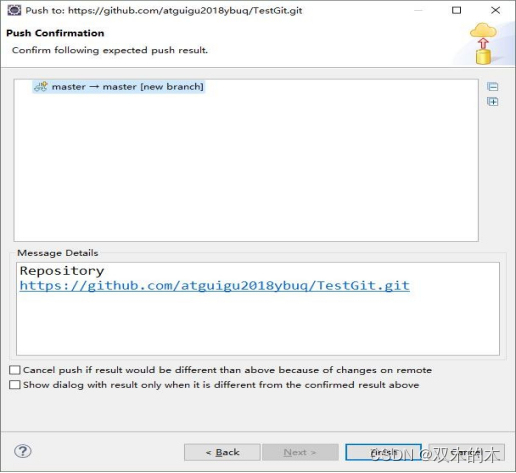 Push to: https://github.com/atguigu2018ybuq/TestGit.git
Push Confirmation
Confirm following expected push result.
master → master [new branch]
Message Details
Repository
https://github.com/atguigu2018ybuq/TestGit.git
Cancel push if result would be different than above because of changes on remote
Show dialog with result only when it is different from the confirmed result above
< Back
Next >
Finish
Cancel
CSDN @双木的木